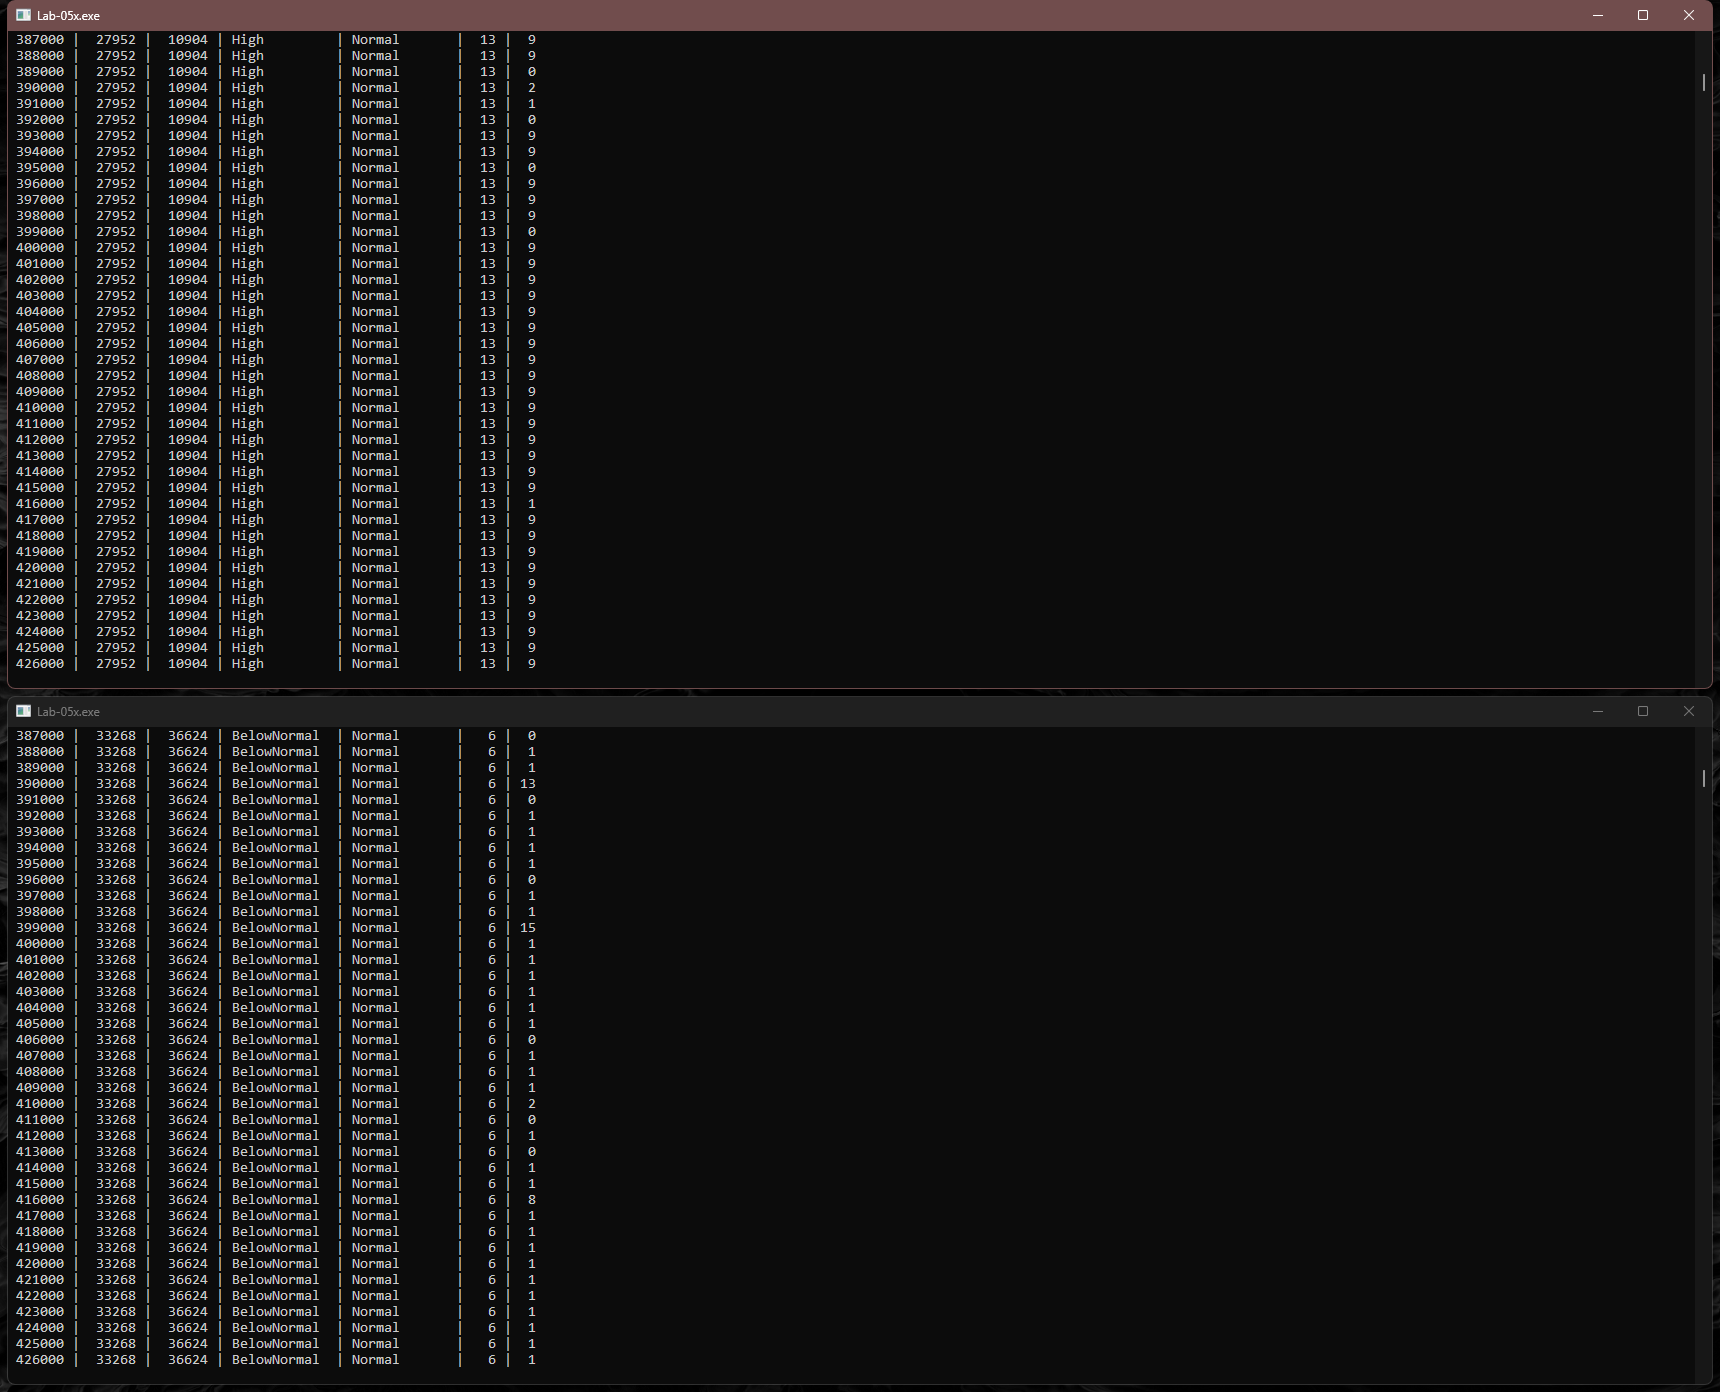 Lab-05x.exe
387000 |  27952 |  10904 | High         | Normal       |  13 |  9
388000 |  27952 |  10904 | High         | Normal       |  13 |  9
389000 |  27952 |  10904 | High         | Normal       |  13 |  0
390000 |  27952 |  10904 | High         | Normal       |  13 |  2
391000 |  27952 |  10904 | High         | Normal       |  13 |  1
392000 |  27952 |  10904 | High         | Normal       |  13 |  0
393000 |  27952 |  10904 | High         | Normal       |  13 |  9
394000 |  27952 |  10904 | High         | Normal       |  13 |  9
395000 |  27952 |  10904 | High         | Normal       |  13 |  0
396000 |  27952 |  10904 | High         | Normal       |  13 |  9
397000 |  27952 |  10904 | High         | Normal       |  13 |  9
398000 |  27952 |  10904 | High         | Normal       |  13 |  9
399000 |  27952 |  10904 | High         | Normal       |  13 |  0
400000 |  27952 |  10904 | High         | Normal       |  13 |  9
401000 |  27952 |  10904 | High         | Normal       |  13 |  9
402000 |  27952 |  10904 | High         | Normal       |  13 |  9
403000 |  27952 |  10904 | High         | Normal       |  13 |  9
404000 |  27952 |  10904 | High         | Normal       |  13 |  9
405000 |  27952 |  10904 | High         | Normal       |  13 |  9
406000 |  27952 |  10904 | High         | Normal       |  13 |  9
407000 |  27952 |  10904 | High         | Normal       |  13 |  9
408000 |  27952 |  10904 | High         | Normal       |  13 |  9
409000 |  27952 |  10904 | High         | Normal       |  13 |  9
410000 |  27952 |  10904 | High         | Normal       |  13 |  9
411000 |  27952 |  10904 | High         | Normal       |  13 |  9
412000 |  27952 |  10904 | High         | Normal       |  13 |  9
413000 |  27952 |  10904 | High         | Normal       |  13 |  9
414000 |  27952 |  10904 | High         | Normal       |  13 |  9
415000 |  27952 |  10904 | High         | Normal       |  13 |  9
416000 |  27952 |  10904 | High         | Normal       |  13 |  1
417000 |  27952 |  10904 | High         | Normal       |  13 |  9
418000 |  27952 |  10904 | High         | Normal       |  13 |  9
419000 |  27952 |  10904 | High         | Normal       |  13 |  9
420000 |  27952 |  10904 | High         | Normal       |  13 |  9
421000 |  27952 |  10904 | High         | Normal       |  13 |  9
422000 |  27952 |  10904 | High         | Normal       |  13 |  9
423000 |  27952 |  10904 | High         | Normal       |  13 |  9
424000 |  27952 |  10904 | High         | Normal       |  13 |  9
425000 |  27952 |  10904 | High         | Normal       |  13 |  9
426000 |  27952 |  10904 | High         | Normal       |  13 |  9
Lab-05x.exe
387000 |  33268 |  36624 | BelowNormal  | Normal       |   6 |  0
388000 |  33268 |  36624 | BelowNormal  | Normal       |   6 |  1
389000 |  33268 |  36624 | BelowNormal  | Normal       |   6 |  1
390000 |  33268 |  36624 | BelowNormal  | Normal       |   6 | 13
391000 |  33268 |  36624 | BelowNormal  | Normal       |   6 |  0
392000 |  33268 |  36624 | BelowNormal  | Normal       |   6 |  1
393000 |  33268 |  36624 | BelowNormal  | Normal       |   6 |  1
394000 |  33268 |  36624 | BelowNormal  | Normal       |   6 |  1
395000 |  33268 |  36624 | BelowNormal  | Normal       |   6 |  1
396000 |  33268 |  36624 | BelowNormal  | Normal       |   6 |  0
397000 |  33268 |  36624 | BelowNormal  | Normal       |   6 |  1
398000 |  33268 |  36624 | BelowNormal  | Normal       |   6 |  1
399000 |  33268 |  36624 | BelowNormal  | Normal       |   6 | 15
400000 |  33268 |  36624 | BelowNormal  | Normal       |   6 |  1
401000 |  33268 |  36624 | BelowNormal  | Normal       |   6 |  1
402000 |  33268 |  36624 | BelowNormal  | Normal       |   6 |  1
403000 |  33268 |  36624 | BelowNormal  | Normal       |   6 |  1
404000 |  33268 |  36624 | BelowNormal  | Normal       |   6 |  1
405000 |  33268 |  36624 | BelowNormal  | Normal       |   6 |  1
406000 |  33268 |  36624 | BelowNormal  | Normal       |   6 |  0
407000 |  33268 |  36624 | BelowNormal  | Normal       |   6 |  1
408000 |  33268 |  36624 | BelowNormal  | Normal       |   6 |  1
409000 |  33268 |  36624 | BelowNormal  | Normal       |   6 |  1
410000 |  33268 |  36624 | BelowNormal  | Normal       |   6 |  2
411000 |  33268 |  36624 | BelowNormal  | Normal       |   6 |  0
412000 |  33268 |  36624 | BelowNormal  | Normal       |   6 |  1
413000 |  33268 |  36624 | BelowNormal  | Normal       |   6 |  0
414000 |  33268 |  36624 | BelowNormal  | Normal       |   6 |  1
415000 |  33268 |  36624 | BelowNormal  | Normal       |   6 |  1
416000 |  33268 |  36624 | BelowNormal  | Normal       |   6 |  8
417000 |  33268 |  36624 | BelowNormal  | Normal       |   6 |  1
418000 |  33268 |  36624 | BelowNormal  | Normal       |   6 |  1
419000 |  33268 |  36624 | BelowNormal  | Normal       |   6 |  1
420000 |  33268 |  36624 | BelowNormal  | Normal       |   6 |  1
421000 |  33268 |  36624 | BelowNormal  | Normal       |   6 |  1
422000 |  33268 |  36624 | BelowNormal  | Normal       |   6 |  1
423000 |  33268 |  36624 | BelowNormal  | Normal       |   6 |  1
424000 |  33268 |  36624 | BelowNormal  | Normal       |   6 |  1
425000 |  33268 |  36624 | BelowNormal  | Normal       |   6 |  1
426000 |  33268 |  36624 | BelowNormal  | Normal       |   6 |  1